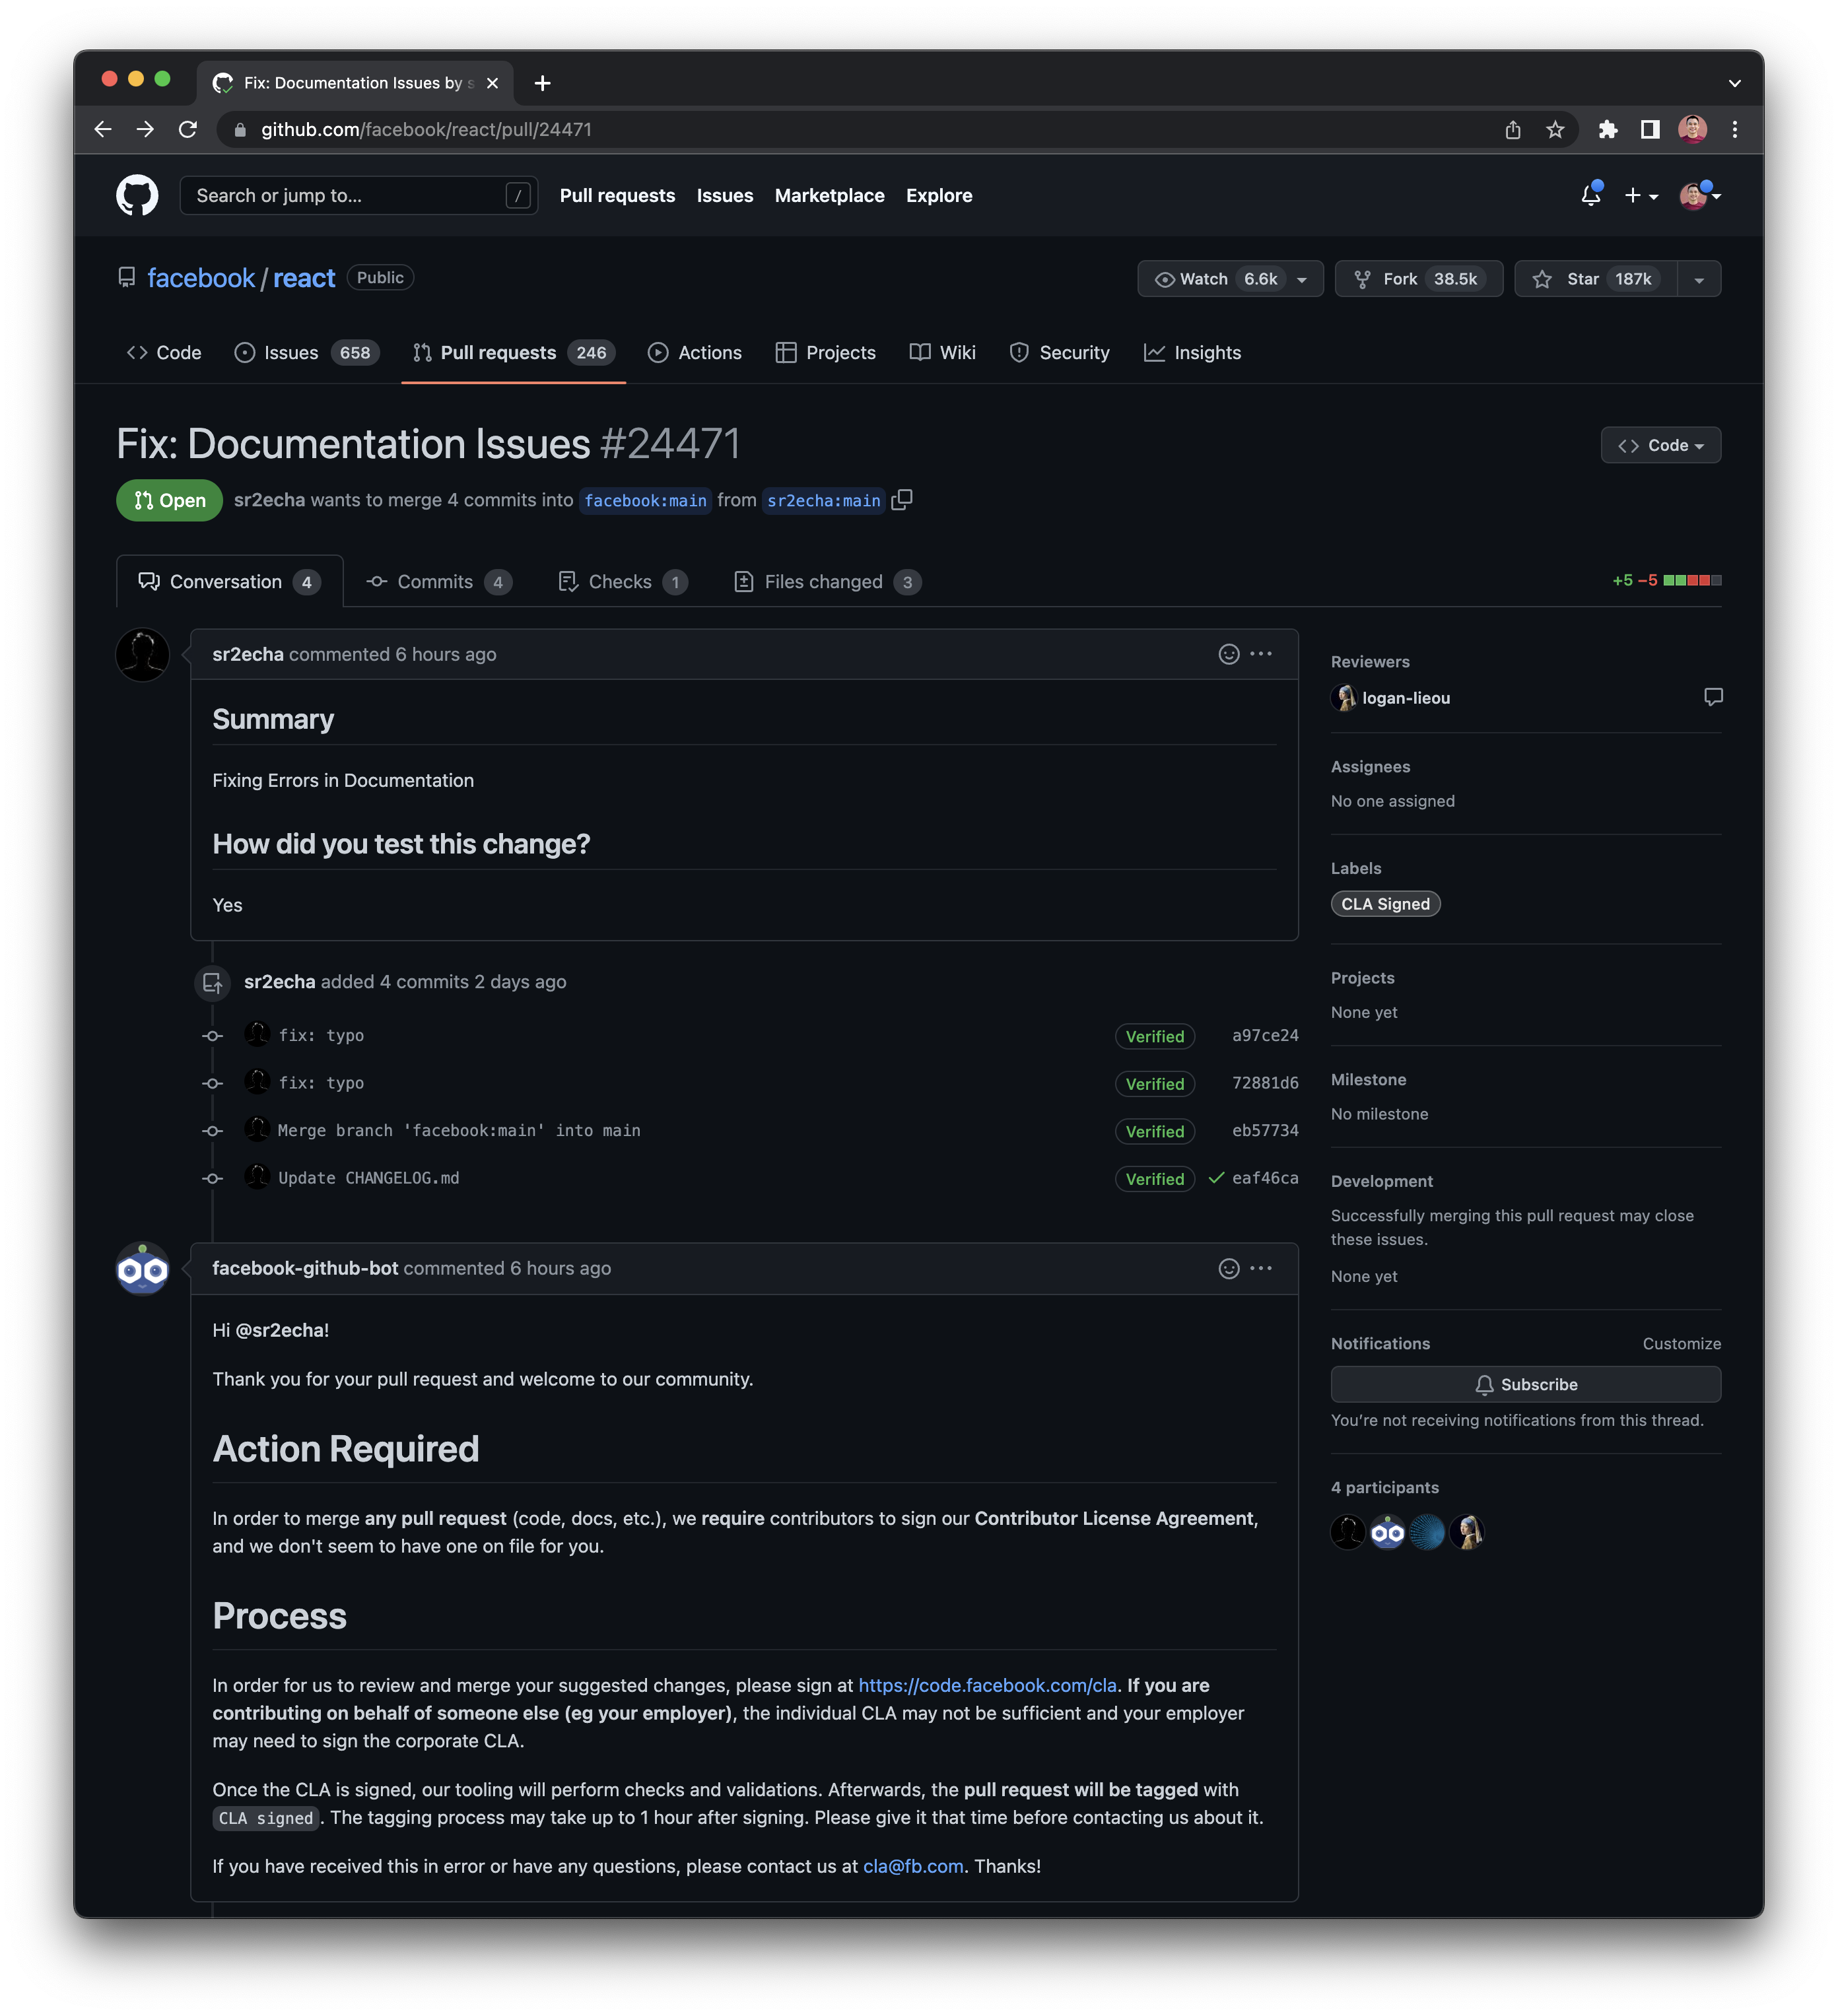 Fix: Documentation Issues by s
github.com/facebook/react/pull/24471
Search or jump to... /
Pull requests Issues Marketplace Explore
facebook / react Public
Watch 6.6k Fork 38.5k Star 187k
Code Issues 658 Pull requests 246 Actions Projects Wiki Security Insights
Fix: Documentation Issues #24471
Code
Open sr2echa wants to merge 4 commits into facebook:main from sr2echa:main
Conversation 4 Commits 4 Checks 1 Files changed 3
+5 −5
sr2echa commented 6 hours ago
Summary
Fixing Errors in Documentation
How did you test this change?
Yes
sr2echa added 4 commits 2 days ago
fix: typo Verified a97ce24
fix: typo Verified 72881d6
Merge branch 'facebook:main' into main Verified eb57734
Update CHANGELOG.md Verified eaf46ca
facebook-github-bot commented 6 hours ago
Hi @sr2echa!
Thank you for your pull request and welcome to our community.
Action Required
In order to merge any pull request (code, docs, etc.), we require contributors to sign our Contributor License Agreement,
and we don't seem to have one on file for you.
Process
In order for us to review and merge your suggested changes, please sign at https://code.facebook.com/cla. If you are
contributing on behalf of someone else (eg your employer), the individual CLA may not be sufficient and your employer
may need to sign the corporate CLA.
Once the CLA is signed, our tooling will perform checks and validations. Afterwards, the pull request will be tagged with
CLA signed. The tagging process may take up to 1 hour after signing. Please give it that time before contacting us about it.
If you have received this in error or have any questions, please contact us at cla@fb.com. Thanks!
Reviewers
logan-lieou
Assignees
No one assigned
Labels
CLA Signed
Projects
None yet
Milestone
No milestone
Development
Successfully merging this pull request may close
these issues.
None yet
Notifications Customize
Subscribe
You’re not receiving notifications from this thread.
4 participants